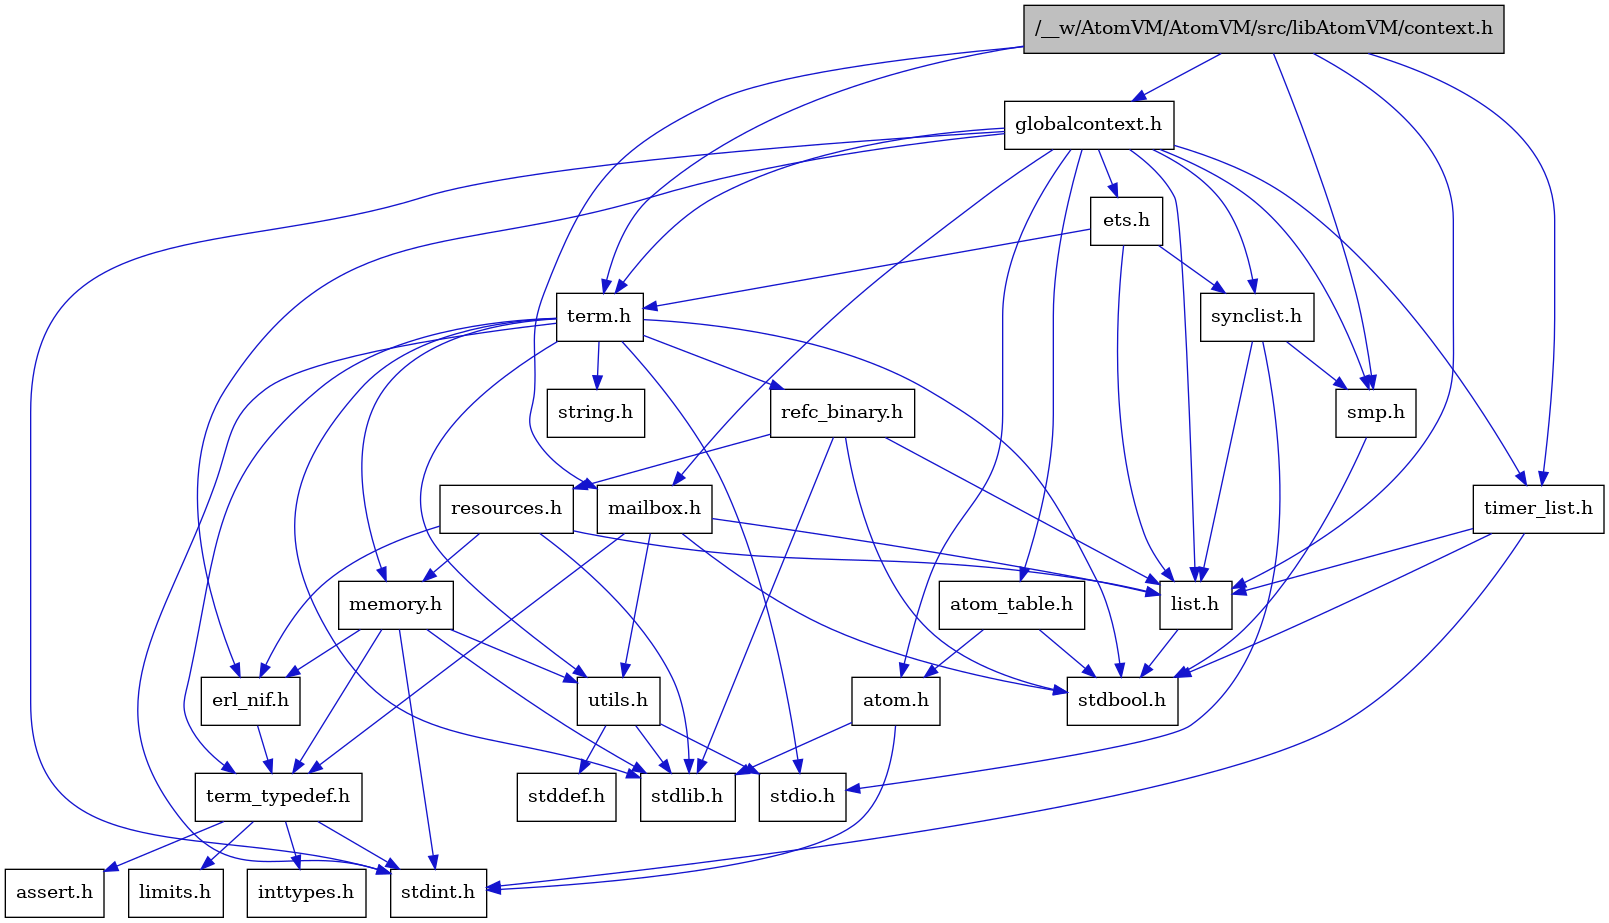 /__w/AtomVM/AtomVM/src/libAtomVM/context.h
globalcontext.h
ets.h
term.h
synclist.h
string.h
refc_binary.h
smp.h
resources.h
mailbox.h
timer_list.h
memory.h
atom_table.h
list.h
erl_nif.h
utils.h
atom.h
stdbool.h
term_typedef.h
stddef.h
stdlib.h
stdio.h
assert.h
limits.h
inttypes.h
stdint.h